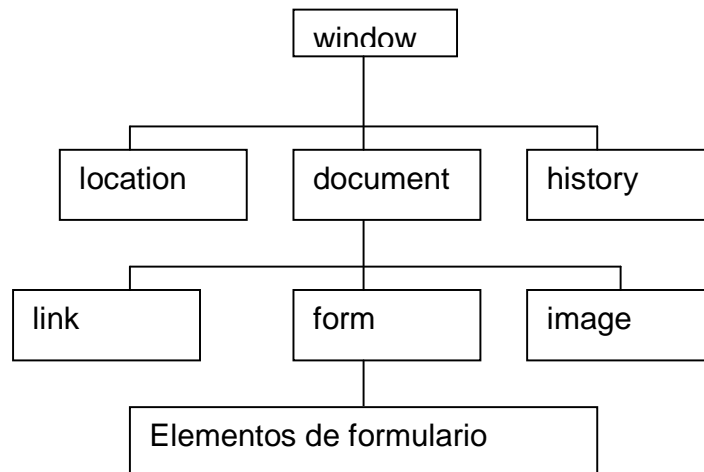 window
location
document
history
link
form
image
Elementos de formulario